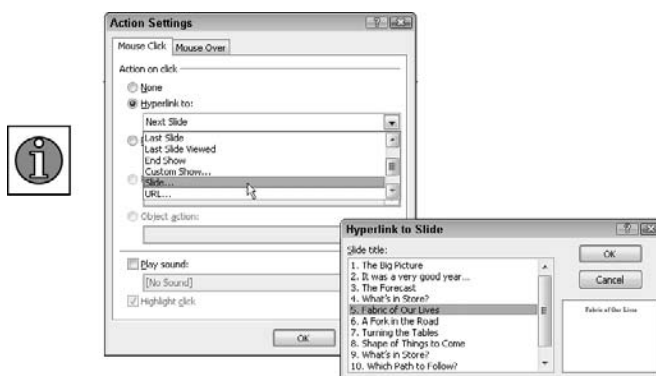 Action Settings
Mouse Click
Mouse Over
Action on click
None
Hyperlink to:
Next Slide
Last Slide
Last Slide Viewed
End Show
Custom Show...
Slide...
URL...
Object action:
Play sound:
[No Sound]
Highlight click
OK
Hyperlink to Slide
Slide title:
1. The Big Picture
2. It was a very good year...
3. The Forecast
4. What's in Store?
5. Fabric of Our Lives
6. A Fork in the Road
7. Turning the Tables
8. Shape of Things to Come
9. What's in Store?
10. Which Path to Follow?
OK
Cancel
Fabric of Our Lives